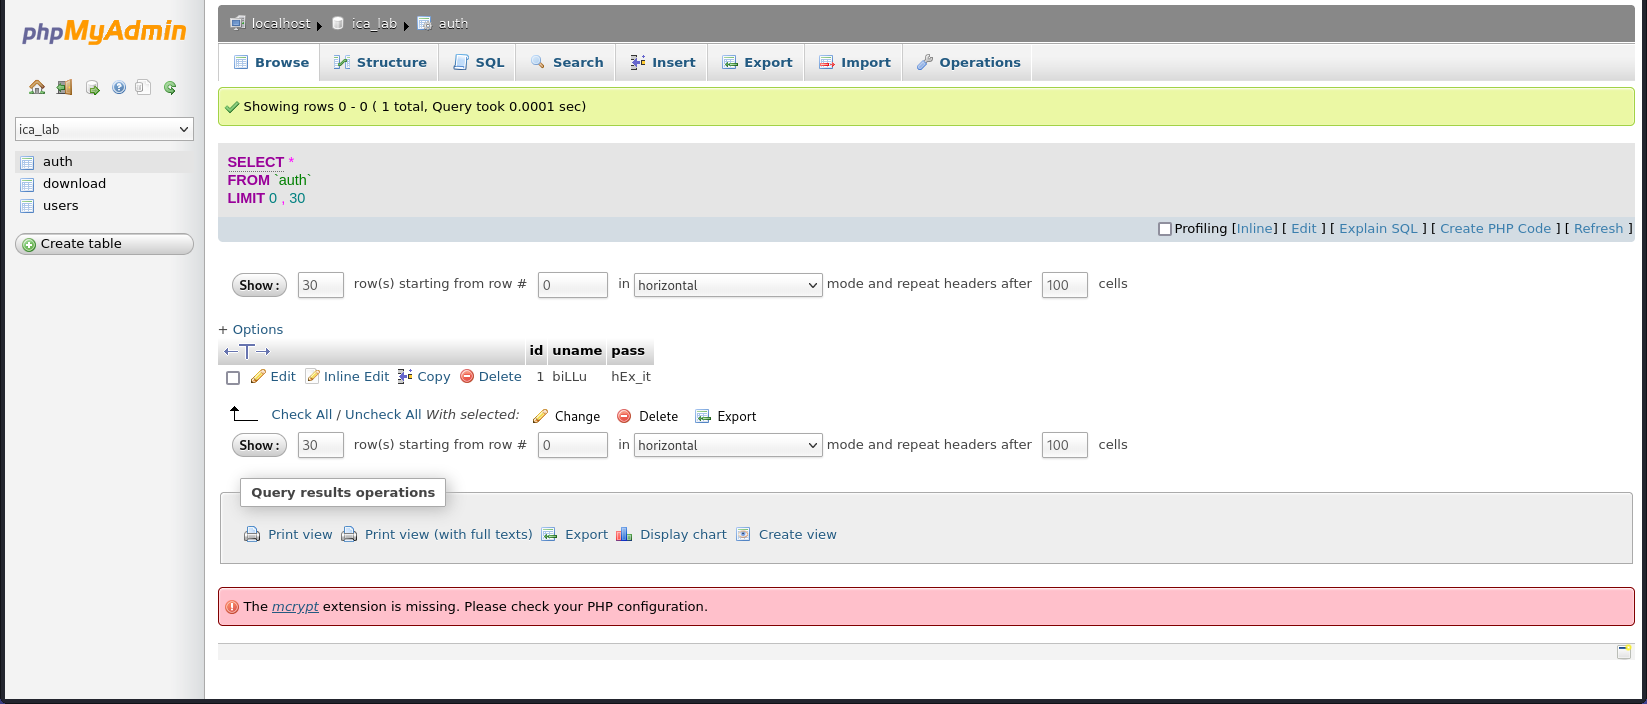 phpMyAdmin
localhost ica_lab auth
Browse Structure SQL Search Insert Export Import Operations
ica_lab
auth
download
users
Create table
Showing rows 0 - 0 ( 1 total, Query took 0.0001 sec)
SELECT *
FROM `auth`
LIMIT 0 , 30
Profiling [Inline] [ Edit ] [ Explain SQL ] [ Create PHP Code ] [ Refresh ]
Show : 30 row(s) starting from row # 0 in horizontal mode and repeat headers after 100 cells
+ Options
←T→ id uname pass
Edit Inline Edit Copy Delete 1 biLLu hEx_it
Check All / Uncheck All With selected: Change Delete Export
Show : 30 row(s) starting from row # 0 in horizontal mode and repeat headers after 100 cells
Query results operations
Print view Print view (with full texts) Export Display chart Create view
The mcrypt extension is missing. Please check your PHP configuration.